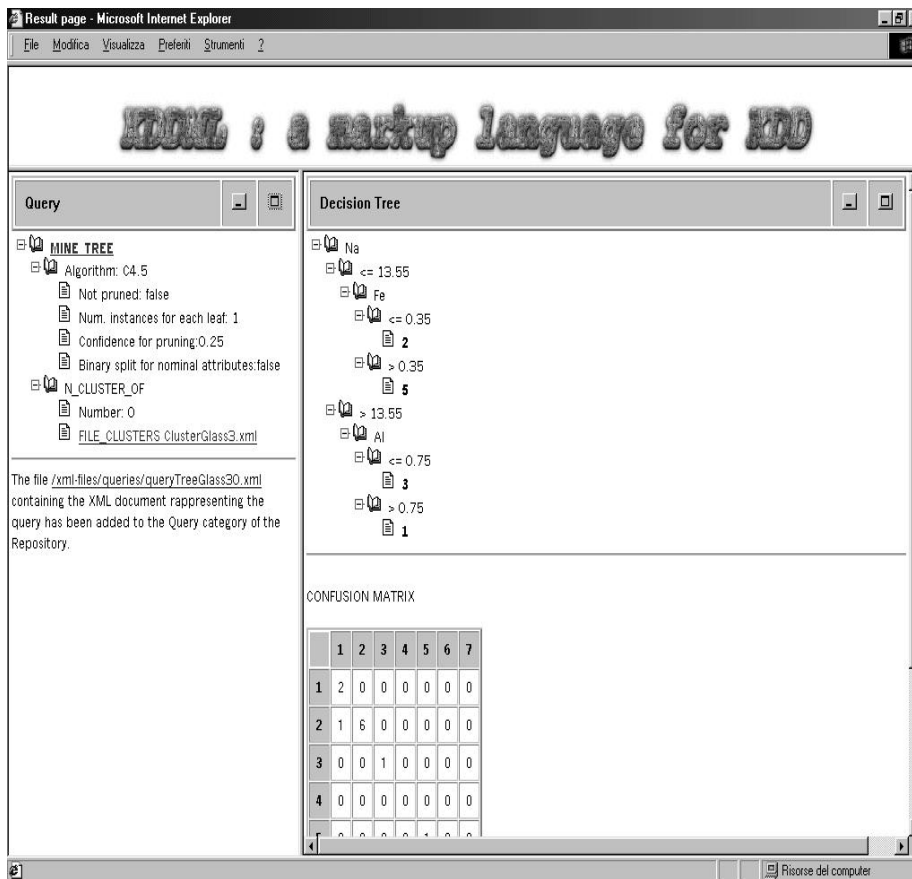 Result page - Microsoft Internet Explorer
File Modifica Visualizza Preferiti Strumenti ?
KDDML : a markup language for KDD
Query
MINE_TREE
Algorithm: C4.5
Not pruned: false
Num. instances for each leaf: 1
Confidence for pruning:0.25
Binary split for nominal attributes:false
N_CLUSTER_OF
Number: 0
FILE_CLUSTERS ClusterGlass3.xml
The file /xml-files/queries/queryTreeGlass30.xml
containing the XML document rappresenting the
query has been added to the Query category of the
Repository.
Decision Tree
Na
<= 13.55
Fe
<= 0.35
2
> 0.35
5
> 13.55
Al
<= 0.75
3
> 0.75
1
CONFUSION MATRIX
1 2 3 4 5 6 7
1 2 0 0 0 0 0 0
2 1 6 0 0 0 0 0
3 0 0 1 0 0 0 0
4 0 0 0 0 0 0 0
Risorse del computer